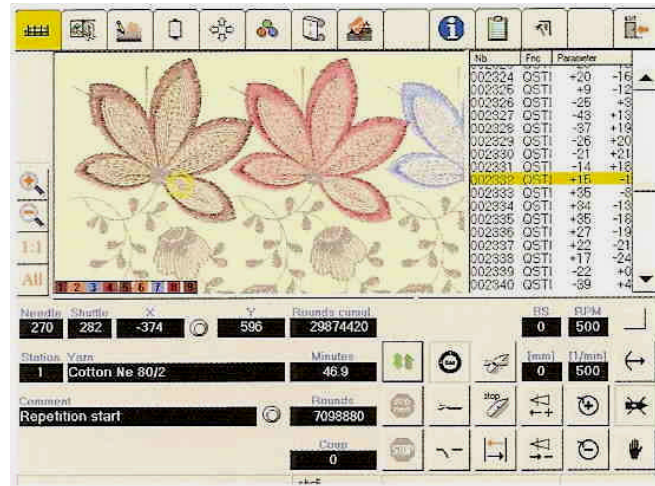 Nb Fnc Parameter
002324 QSTI +20 -16
002325 QSTI +9 -12
002326 QSTI -25 +3
002327 QSTI -43 +13
002328 QSTI -37 +19
002329 QSTI -26 +20
002330 QSTI -21 +21
002331 QSTI -14 +18
002332 QSTI +15 -1
002333 QSTI +35 -8
002334 QSTI +34 -13
002335 QSTI +35 -18
002336 QSTI +27 -19
002337 QSTI +22 -21
002338 QSTI +17 -24
002339 QSTI -22 +0
002340 QSTI -39 +4
1:1
All
1 2 3 4 5 6 7 8 9
Needle Shuttle X Y Rounds cumul. BS RPM
270 282 -374 596 29874420 0 500
Station Yarn Minutes [mm] [1/min]
1 Cotton Ne 80/2 46.9 0 500
Comment Rounds stop
Repetition start 7098880
Coup STOP
0